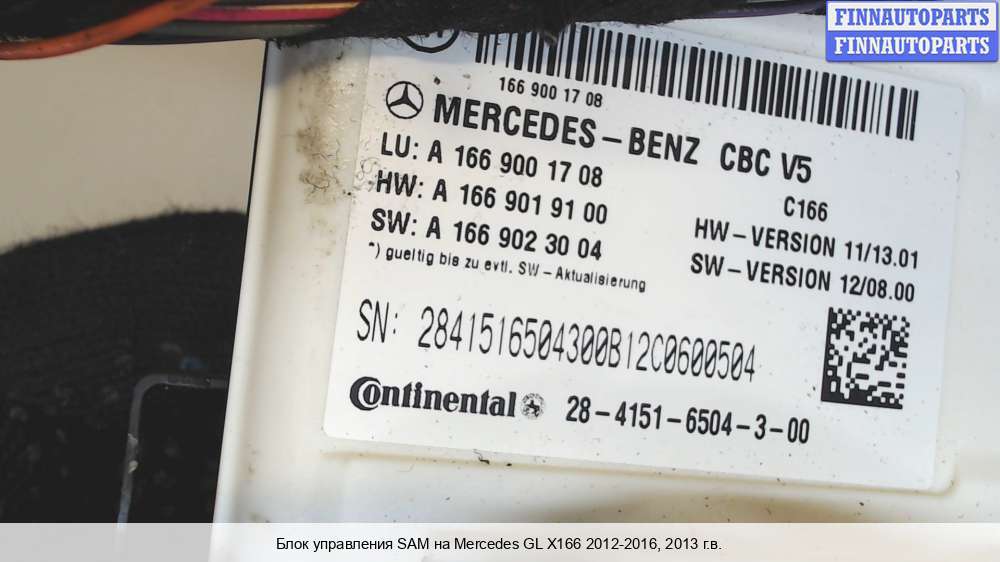 FINNAUTOPARTS
FINNAUTOPARTS
166 900 17 08
MERCEDES-BENZ CBC V5
LU: A 166 900 17 08
HW: A 166 901 91 00
SW: A 166 902 30 04
*) gueltig bis zu evtl. SW-Aktualisierung
C166
HW-VERSION 11/13.01
SW-VERSION 12/08.00
SN: 2841516504300B12C0600504
Continental 28-4151-6504-3-00
Блок управления SAM на Mercedes GL X166 2012-2016, 2013 г.в.